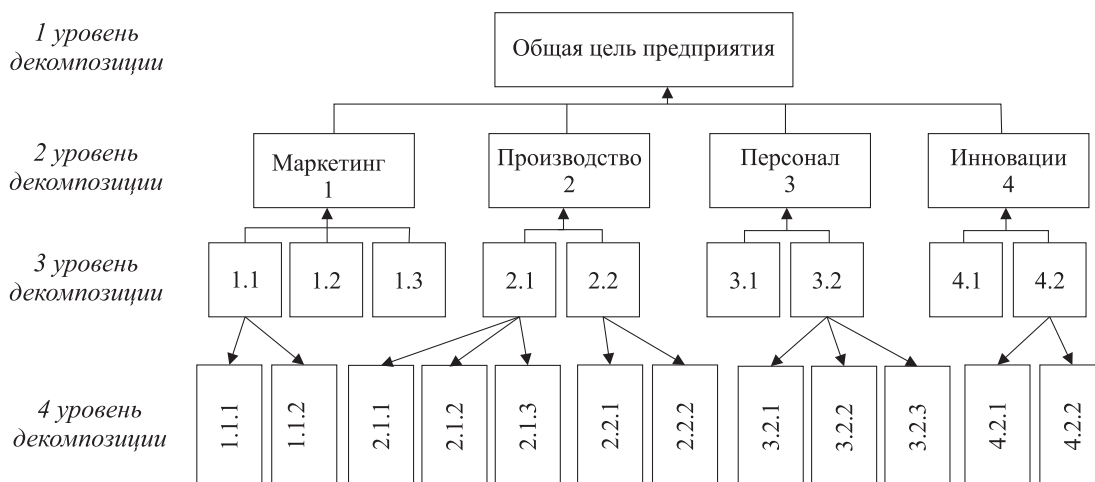 1 уровень
декомпозиции
Общая цель предприятия
2 уровень
декомпозиции
Маркетинг
1
Производство
2
Персонал
3
Инновации
4
3 уровень
декомпозиции
1.1
1.2
1.3
2.1
2.2
3.1
3.2
4.1
4.2
4 уровень
декомпозиции
1.1.1
1.1.2
2.1.1
2.1.2
2.1.3
2.2.1
2.2.2
3.2.1
3.2.2
3.2.3
4.2.1
4.2.2